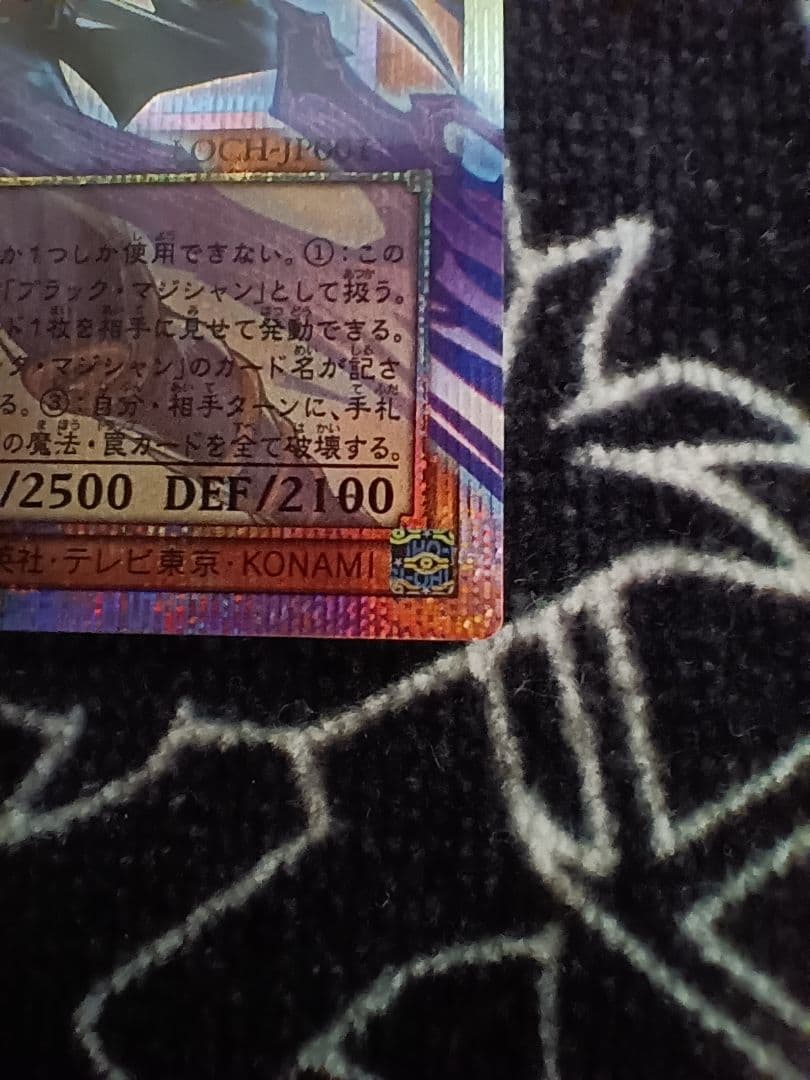 LOCH-JP001
か1つしか使用できない。①:この
「ブラック・マジシャン」として扱う。
ド1枚を相手に見せて発動できる。
ク・マジシャン」のカード名が記さ
る。③:自分・相手ターンに、手札
の魔法・罠カードを全て破壊する。
/2500 DEF/2100
英社・テレビ東京・KONAMI